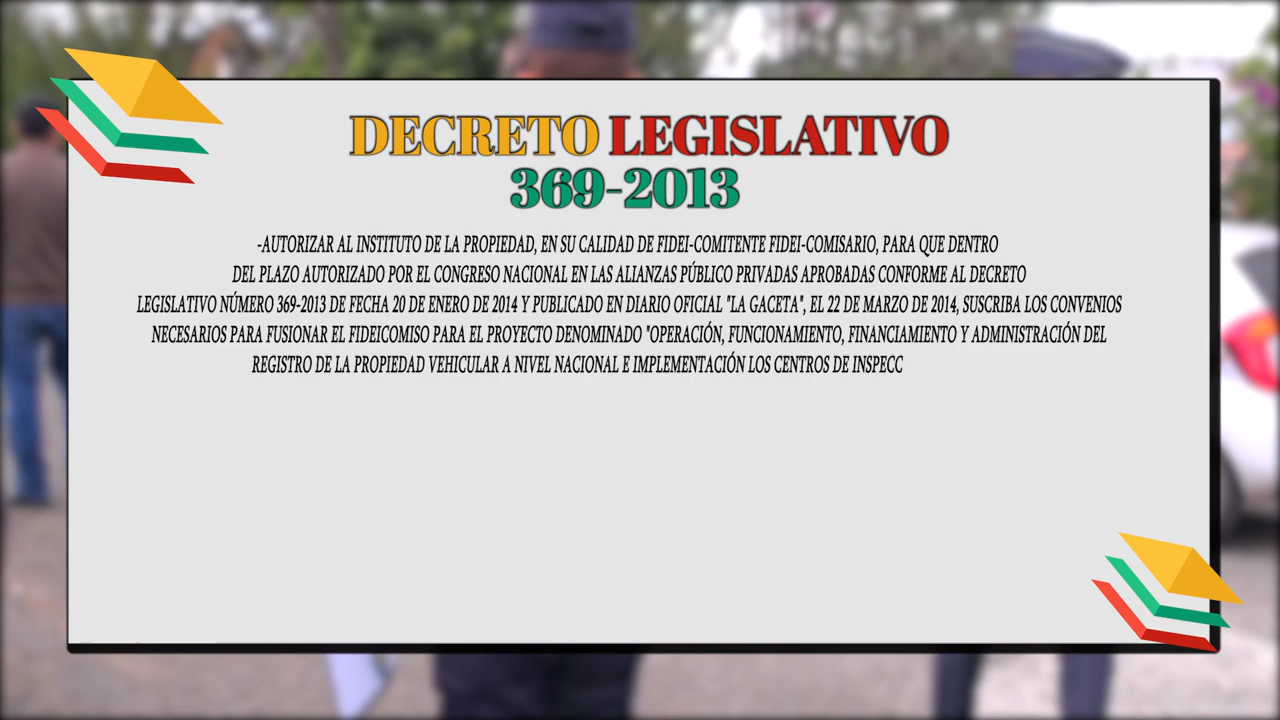 DECRETO LEGISLATIVO
369-2013
-AUTORIZAR AL INSTITUTO DE LA PROPIEDAD, EN SU CALIDAD DE FIDEI-COMITENTE FIDEI-COMISARIO, PARA QUE DENTRO
DEL PLAZO AUTORIZADO POR EL CONGRESO NACIONAL EN LAS ALIANZAS PÚBLICO PRIVADAS APROBADAS CONFORME AL DECRETO
LEGISLATIVO NÚMERO 369-2013 DE FECHA 20 DE ENERO DE 2014 Y PUBLICADO EN DIARIO OFICIAL "LA GACETA", EL 22 DE MARZO DE 2014, SUSCRIBA LOS CONVENIOS
NECESARIOS PARA FUSIONAR EL FIDEICOMISO PARA EL PROYECTO DENOMINADO "OPERACIÓN, FUNCIONAMIENTO, FINANCIAMIENTO Y ADMINISTRACIÓN DEL
REGISTRO DE LA PROPIEDAD VEHICULAR A NIVEL NACIONAL E IMPLEMENTACIÓN LOS CENTROS DE INSPECC